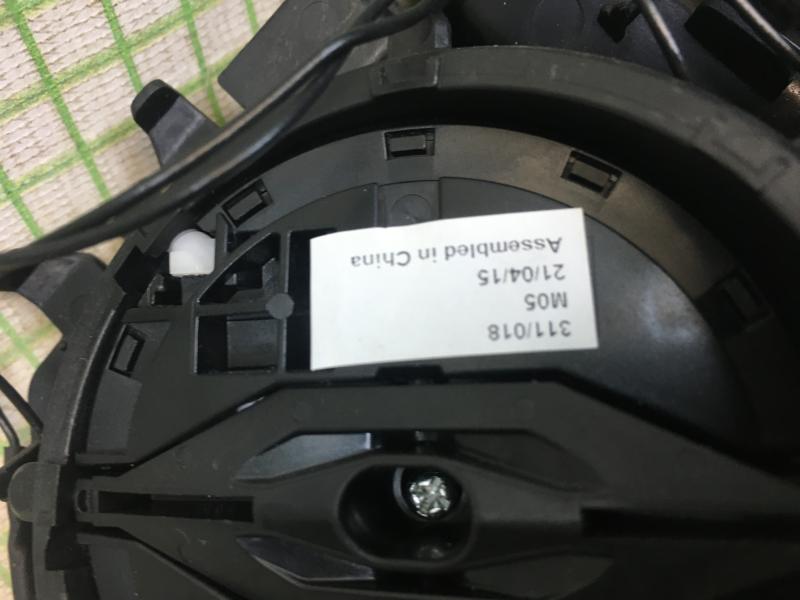 311/018
M05
21/04/15
Assembled in China